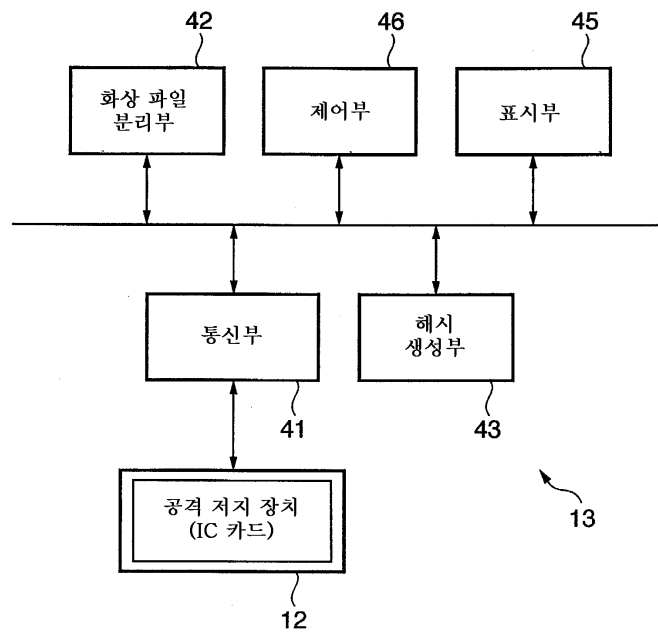 42
46
45
화상 파일
분리부
제어부
표시부
통신부
해시
생성부
41
43
공격 저지 장치
(IC 카드)
13
12